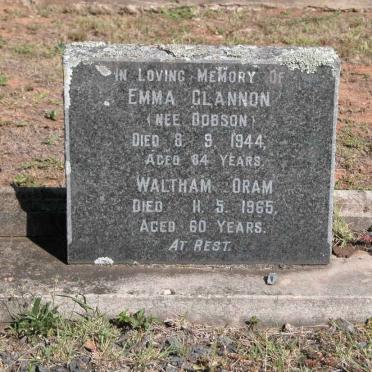 IN LOVING MEMORY OF
EMMA GLANNON
(NEE DOBSON)
DIED 8. 9. 1944,
AGED 84 YEARS.
WALTHAM ORAM
DIED 11. 5. 1965,
AGED 60 YEARS.
AT REST.